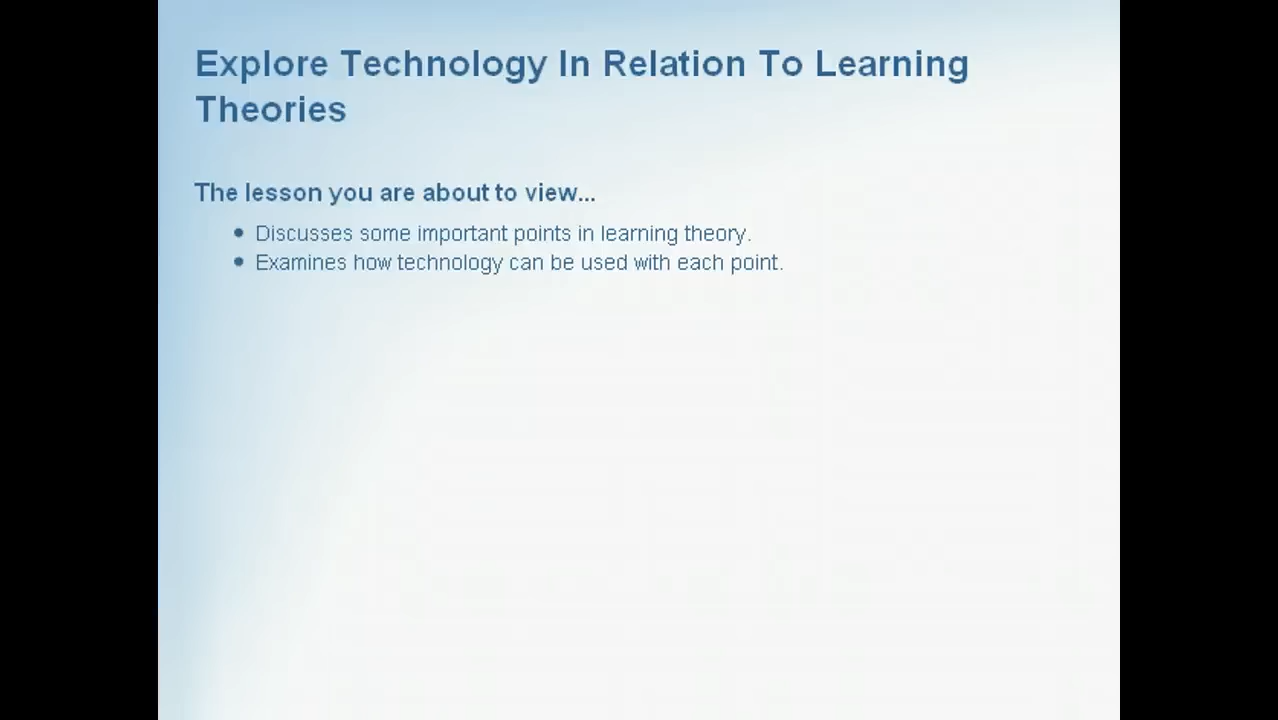 Explore Technology In Relation To Learning
Theories
The lesson you are about to view...
• Discusses some important points in learning theory.
• Examines how technology can be used with each point.